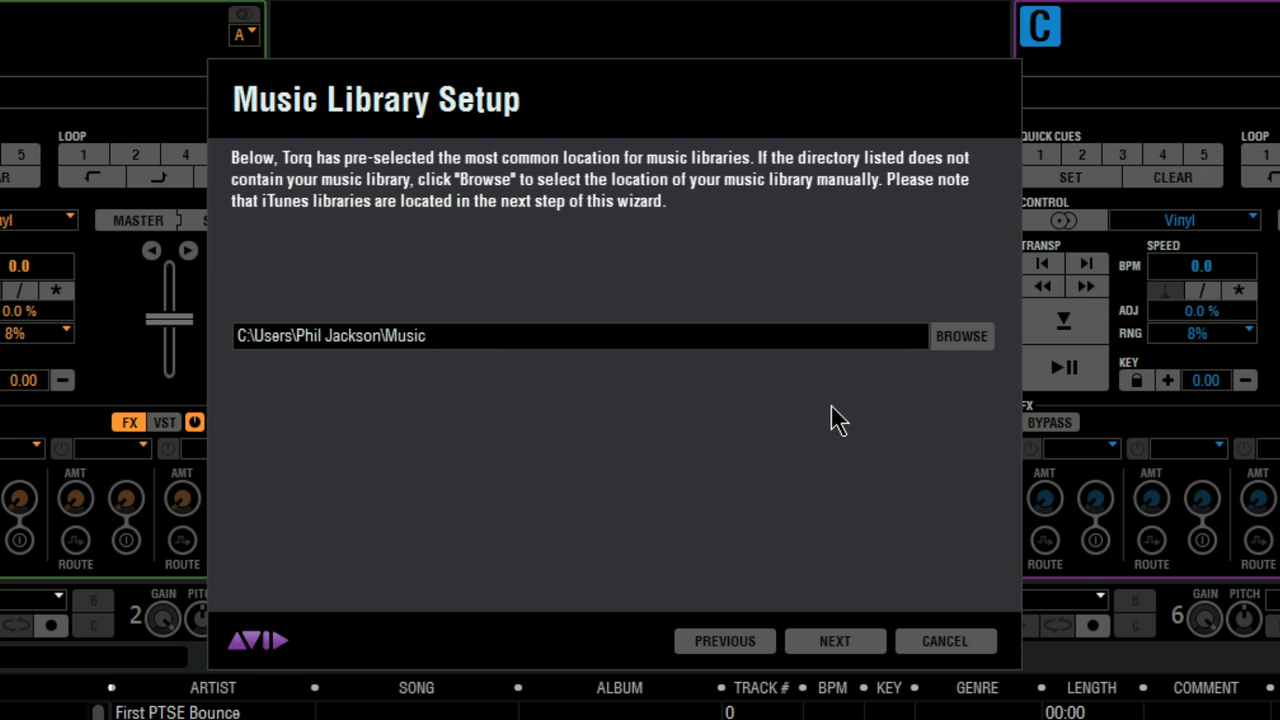 A
C
Music Library Setup
Below, Torq has pre-selected the most common location for music libraries. If the directory listed does not
contain your music library, click "Browse" to select the location of your music library manually. Please note
that iTunes libraries are located in the next step of this wizard.
C:\Users\Phil Jackson\Music
BROWSE
PREVIOUS
NEXT
CANCEL
AVID
LOOP
5 1 2 4
MASTER
0.0
/ *
0.0 %
8%
0.00
FX VST
AMT AMT
ROUTE ROUTE
B
C
2 GAIN
QUICK CUES LOOP
1 2 3 4 5 1
SET CLEAR
CONTROL
Vinyl
TRANSP SPEED
BPM 0.0
/ *
ADJ 0.0 %
RNG 8%
KEY
0.00
FX
BYPASS
AMT AMT AMT
ROUTE ROUTE ROUTE
B
C
6 GAIN PITCH
ARTIST SONG ALBUM TRACK # BPM KEY GENRE LENGTH COMMENT
First PTSE Bounce 0 00:00